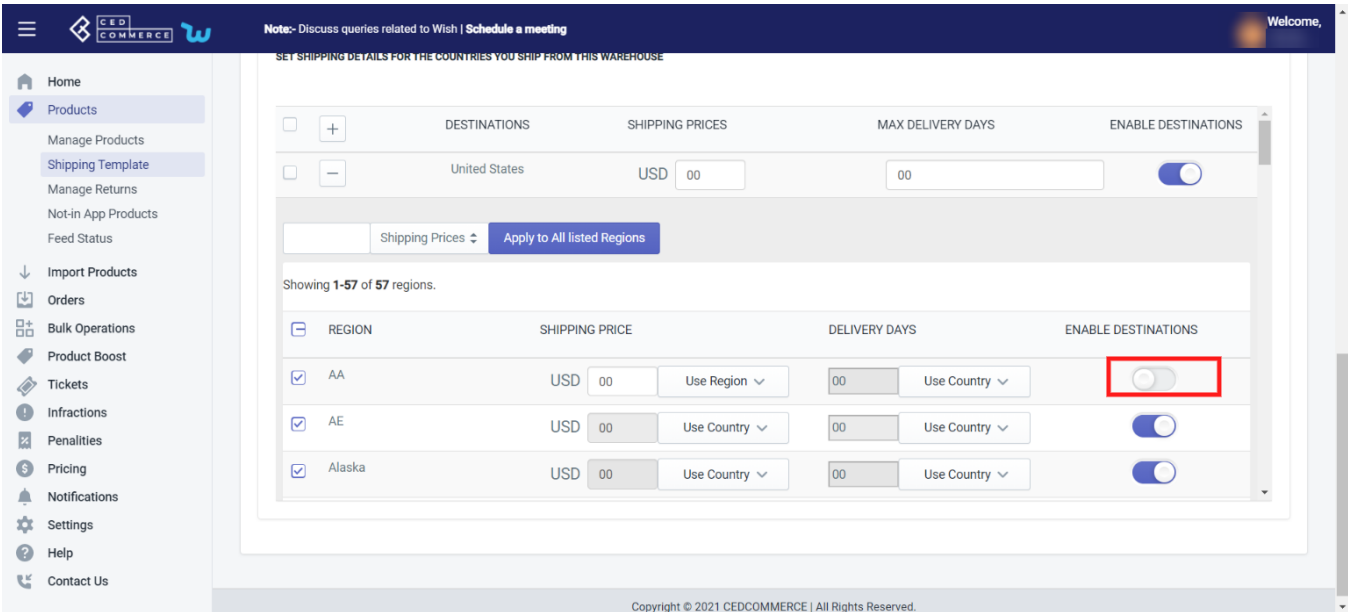 CED
COMMERCE
Note:- Discuss queries related to Wish | Schedule a meeting
Welcome,
SET SHIPPING DETAILS FOR THE COUNTRIES YOU SHIP FROM THIS WAREHOUSE
Home
Products
Manage Products
Shipping Template
Manage Returns
Not-in App Products
Feed Status
Import Products
Orders
Bulk Operations
Product Boost
Tickets
Infractions
Penalities
Pricing
Notifications
Settings
Help
Contact Us
DESTINATIONS SHIPPING PRICES MAX DELIVERY DAYS ENABLE DESTINATIONS
United States USD 00 00
Shipping Prices Apply to All listed Regions
Showing 1-57 of 57 regions.
REGION SHIPPING PRICE DELIVERY DAYS ENABLE DESTINATIONS
AA USD 00 Use Region 00 Use Country
AE USD 00 Use Country 00 Use Country
Alaska USD 00 Use Country 00 Use Country
Copyright © 2021 CEDCOMMERCE | All Rights Reserved.